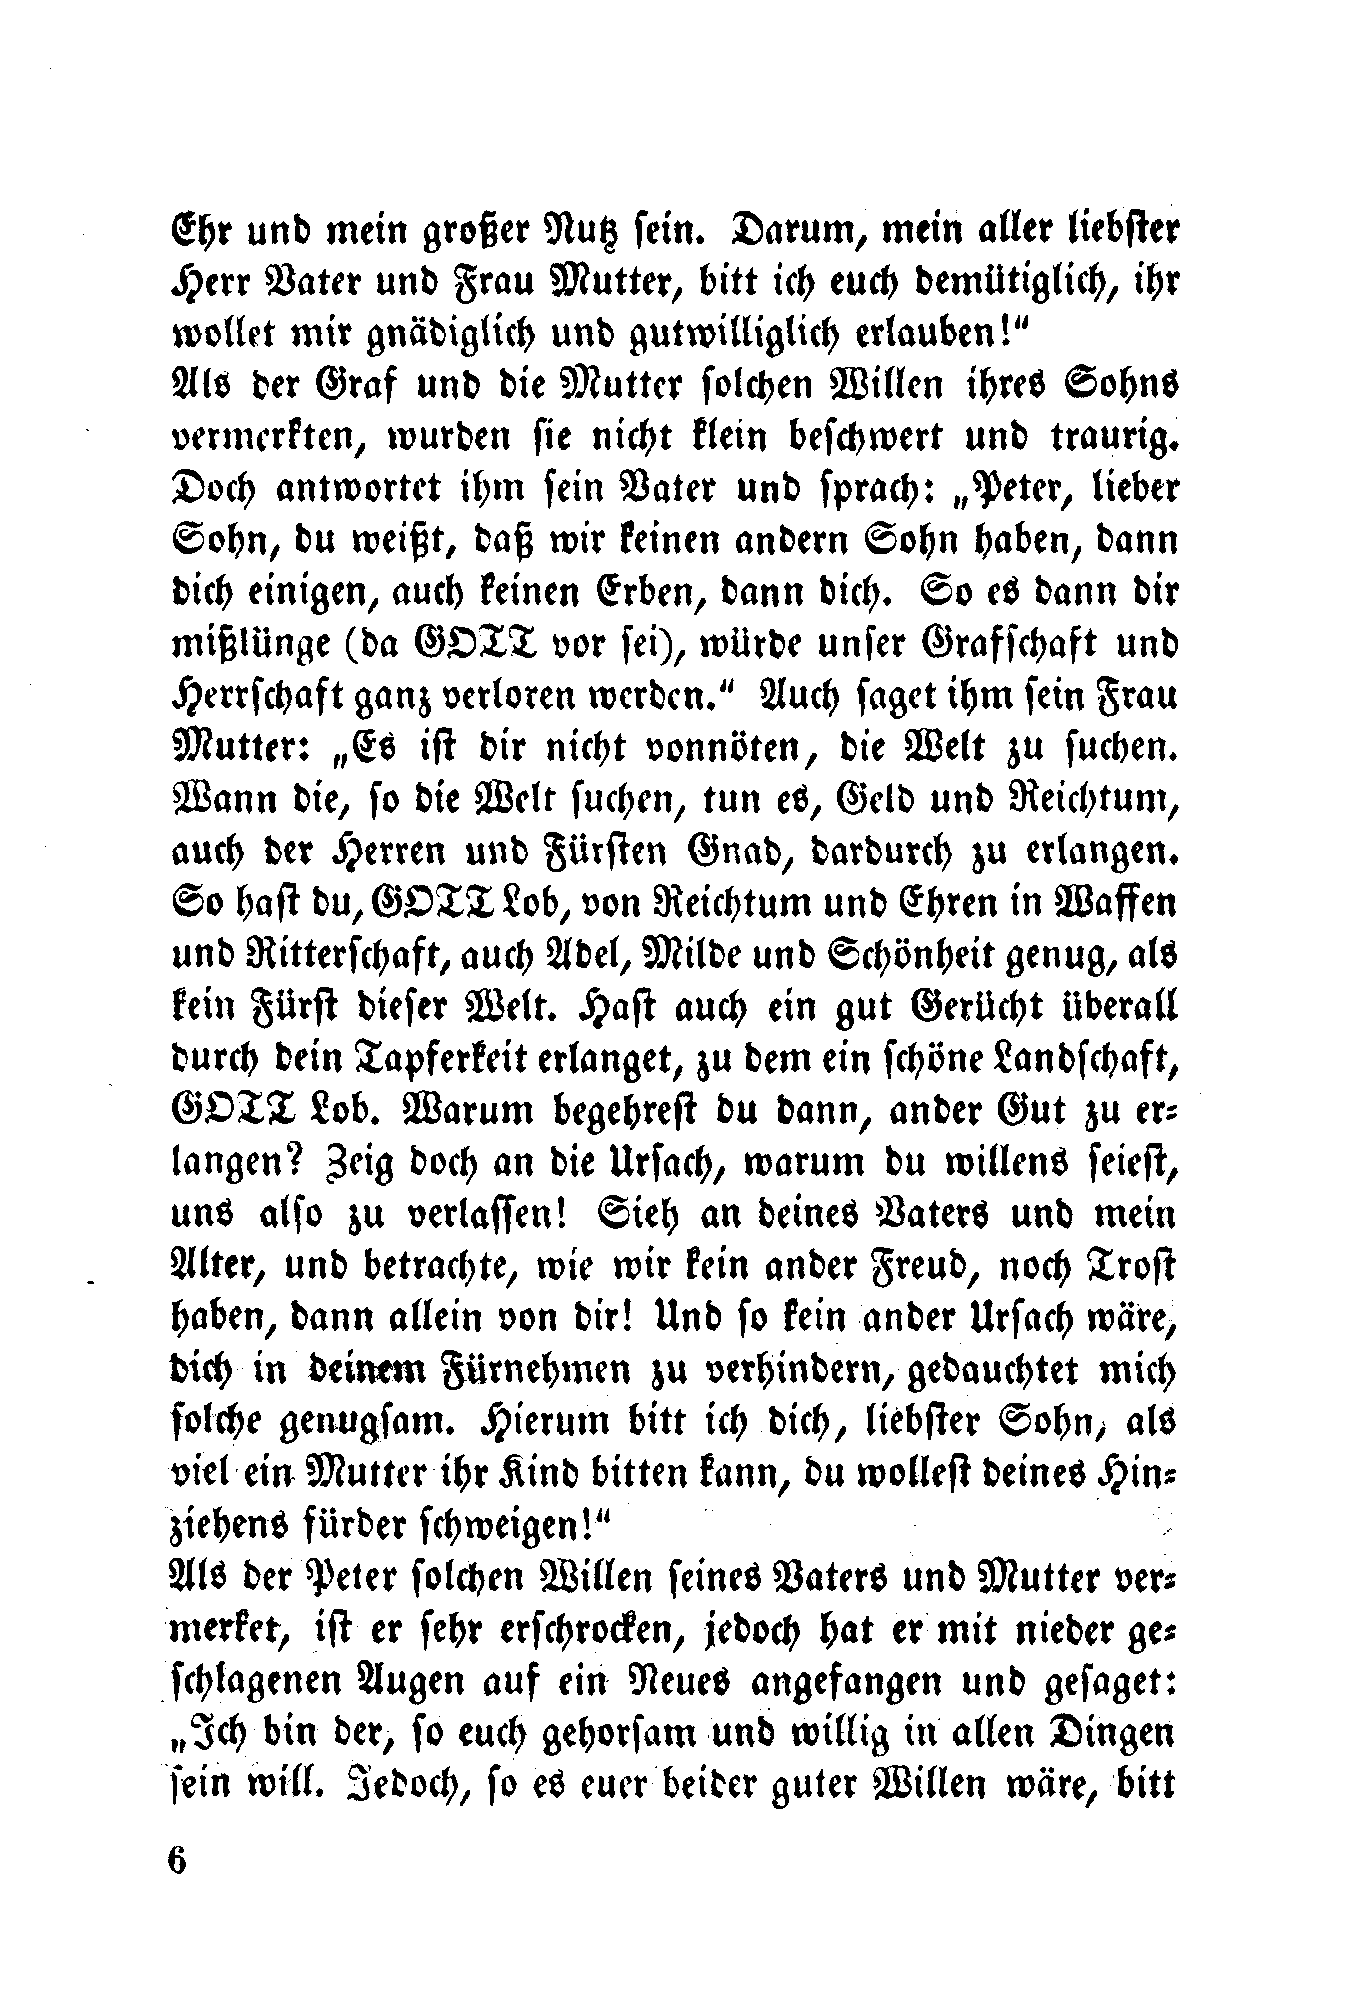 Ehr und mein großer Nutz sein. Darum, mein aller liebster
Herr Vater und Frau Mutter, bitt ich euch demütiglich, ihr
wollet mir gnädiglich und gutwilliglich erlauben!“
Als der Graf und die Mutter solchen Willen ihres Sohns
vermerkten, wurden sie nicht klein beschwert und traurig.
Doch antwortet ihm sein Vater und sprach: „Peter, lieber
Sohn, du weißt, daß wir keinen andern Sohn haben, dann
dich einigen, auch keinen Erben, dann dich. So es dann dir
mißlünge (da GOTT vor sei), würde unser Grafschaft und
Herrschaft ganz verloren werden.“ Auch saget ihm sein Frau
Mutter: „Es ist dir nicht vonnöten, die Welt zu suchen.
Wann die, so die Welt suchen, tun es, Geld und Reichtum,
auch der Herren und Fürsten Gnad, dardurch zu erlangen.
So hast du, GOTT Lob, von Reichtum und Ehren in Waffen
und Ritterschaft, auch Adel, Milde und Schönheit genug, als
kein Fürst dieser Welt. Hast auch ein gut Gerücht überall
durch dein Tapferkeit erlanget, zu dem ein schöne Landschaft,
GOTT Lob. Warum begehrest du dann, ander Gut zu er-
langen? Zeig doch an die Ursach, warum du willens seiest,
uns also zu verlassen! Sieh an deines Vaters und mein
Alter, und betrachte, wie wir kein ander Freud, noch Trost
haben, dann allein von dir! Und so kein ander Ursach wäre,
dich in deinem Fürnehmen zu verhindern, gedauchtet mich
solche genugsam. Hierum bitt ich dich, liebster Sohn, als
viel ein Mutter ihr Kind bitten kann, du wollest deines Hin-
ziehens fürder schweigen!“
Als der Peter solchen Willen seines Vaters und Mutter ver-
merket, ist er sehr erschrocken, jedoch hat er mit nieder ge-
schlagenen Augen auf ein Neues angefangen und gesaget:
„Ich bin der, so euch gehorsam und willig in allen Dingen
sein will. Jedoch, so es euer beider guter Willen wäre, bitt
6